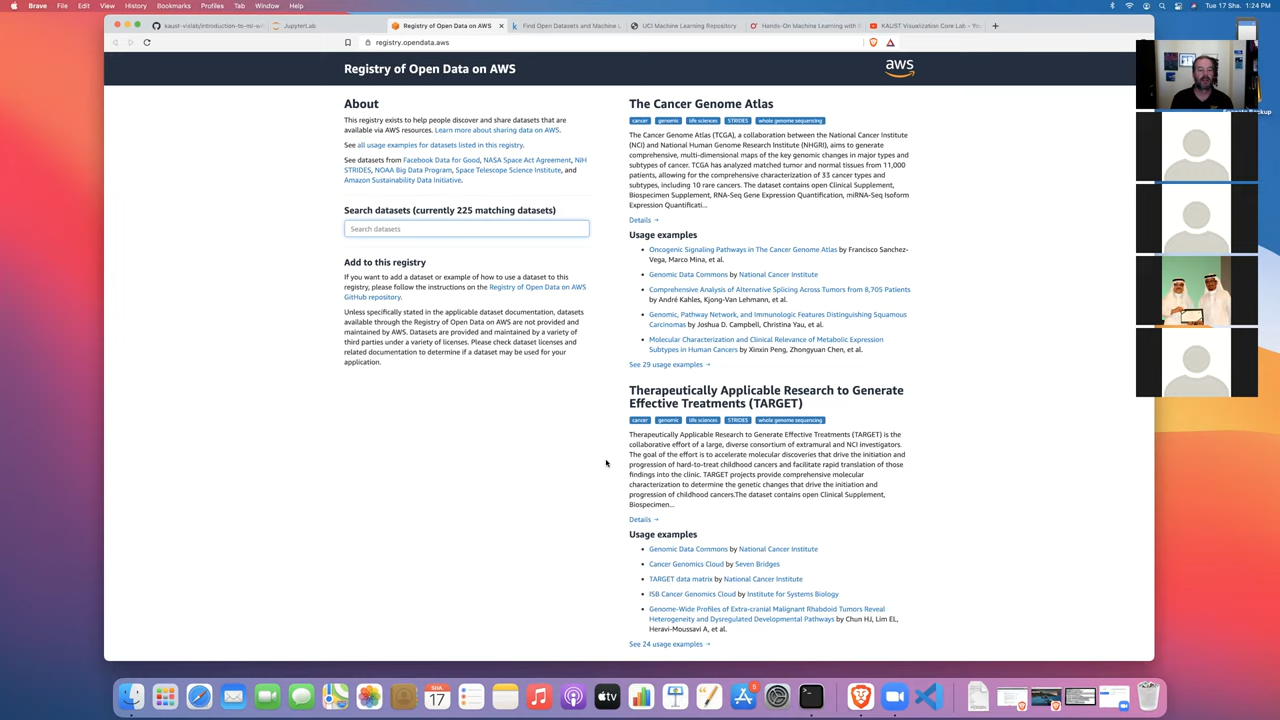 Brave File Edit View History Bookmarks Profiles Tab Window Help
Tue 17 Sha. 1:24 PM
kaust-vislab/introduction-to-ml-w
JupyterLab
Registry of Open Data on AWS
Find Open Datasets and Machine L
UCI Machine Learning Repository
Hands-On Machine Learning with S
KAUST Visualization Core Lab - Yo
registry.opendata.aws
Registry of Open Data on AWS
aws
About
This registry exists to help people discover and share datasets that are
available via AWS resources. Learn more about sharing data on AWS.
See all usage examples for datasets listed in this registry.
See datasets from Facebook Data for Good, NASA Space Act Agreement, NIH
STRIDES, NOAA Big Data Program, Space Telescope Science Institute, and
Amazon Sustainability Data Initiative.
Search datasets (currently 225 matching datasets)
Search datasets
Add to this registry
If you want to add a dataset or example of how to use a dataset to this
registry, please follow the instructions on the Registry of Open Data on AWS
GitHub repository.
Unless specifically stated in the applicable dataset documentation, datasets
available through the Registry of Open Data on AWS are not provided and
maintained by AWS. Datasets are provided and maintained by a variety of
third parties under a variety of licenses. Please check dataset licenses and
related documentation to determine if a dataset may be used for your
application.
The Cancer Genome Atlas
cancer genomic life sciences STRIDES whole genome sequencing
The Cancer Genome Atlas (TCGA), a collaboration between the National Cancer Institute
(NCI) and National Human Genome Research Institute (NHGRI), aims to generate
comprehensive, multi-dimensional maps of the key genomic changes in major types and
subtypes of cancer. TCGA has analyzed matched tumor and normal tissues from 11,000
patients, allowing for the comprehensive characterization of 33 cancer types and
subtypes, including 10 rare cancers. The dataset contains open Clinical Supplement,
Biospecimen Supplement, RNA-Seq Gene Expression Quantification, miRNA-Seq Isoform
Expression Quantificati...
Details →
Usage examples
• Oncogenic Signaling Pathways in The Cancer Genome Atlas by Francisco Sanchez-
Vega, Marco Mina, et al.
• Genomic Data Commons by National Cancer Institute
• Comprehensive Analysis of Alternative Splicing Across Tumors from 8,705 Patients
by André Kahles, Kjong-Van Lehmann, et al.
• Genomic, Pathway Network, and Immunologic Features Distinguishing Squamous
Carcinomas by Joshua D. Campbell, Christina Yau, et al.
• Molecular Characterization and Clinical Relevance of Metabolic Expression
Subtypes in Human Cancers by Xinxin Peng, Zhongyuan Chen, et al.
See 29 usage examples →
Therapeutically Applicable Research to Generate
Effective Treatments (TARGET)
cancer genomic life sciences STRIDES whole genome sequencing
Therapeutically Applicable Research to Generate Effective Treatments (TARGET) is the
collaborative effort of a large, diverse consortium of extramural and NCI investigators.
The goal of the effort is to accelerate molecular discoveries that drive the initiation and
progression of hard-to-treat childhood cancers and facilitate rapid translation of those
findings into the clinic. TARGET projects provide comprehensive molecular
characterization to determine the genetic changes that drive the initiation and
progression of childhood cancers.The dataset contains open Clinical Supplement,
Biospecimen...
Details →
Usage examples
• Genomic Data Commons by National Cancer Institute
• Cancer Genomics Cloud by Seven Bridges
• TARGET data matrix by National Cancer Institute
• ISB Cancer Genomics Cloud by Institute for Systems Biology
• Genome-Wide Profiles of Extra-cranial Malignant Rhabdoid Tumors Reveal
Heterogeneity and Dysregulated Developmental Pathways by Chun HJ, Lim EL,
Heravi-Moussavi A, et al.
See 24 usage examples →
17
tv